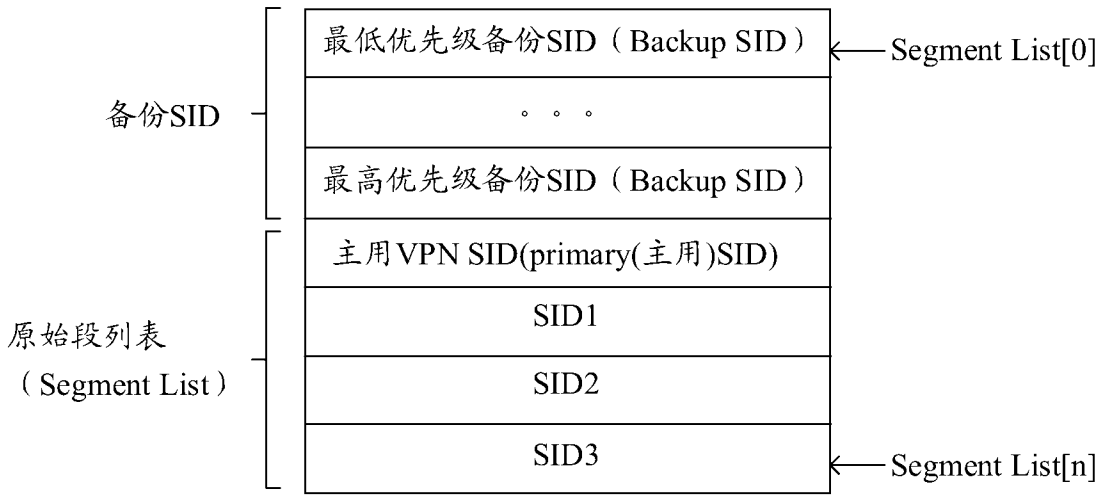 最低优先级备份SID（Backup SID）
Segment List[0]
备份SID
。。。
最高优先级备份SID（Backup SID）
主用VPN SID(primary(主用)SID)
SID1
原始段列表
（Segment List）
SID2
SID3
Segment List[n]